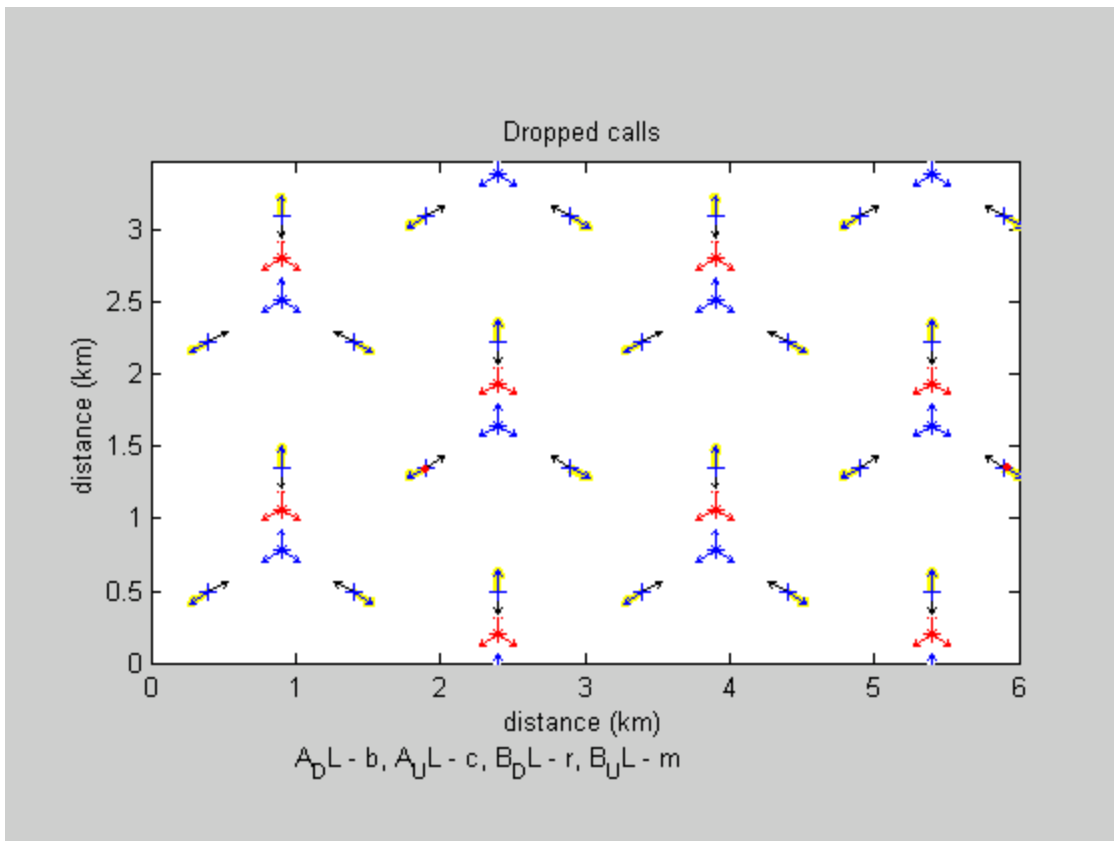 Dropped calls
distance (km)
3
2.5
2
1.5
1
0.5
0
0 1 2 3 4 5 6
distance (km)
A_DL - b, A_UL - c, B_DL - r, B_UL - m